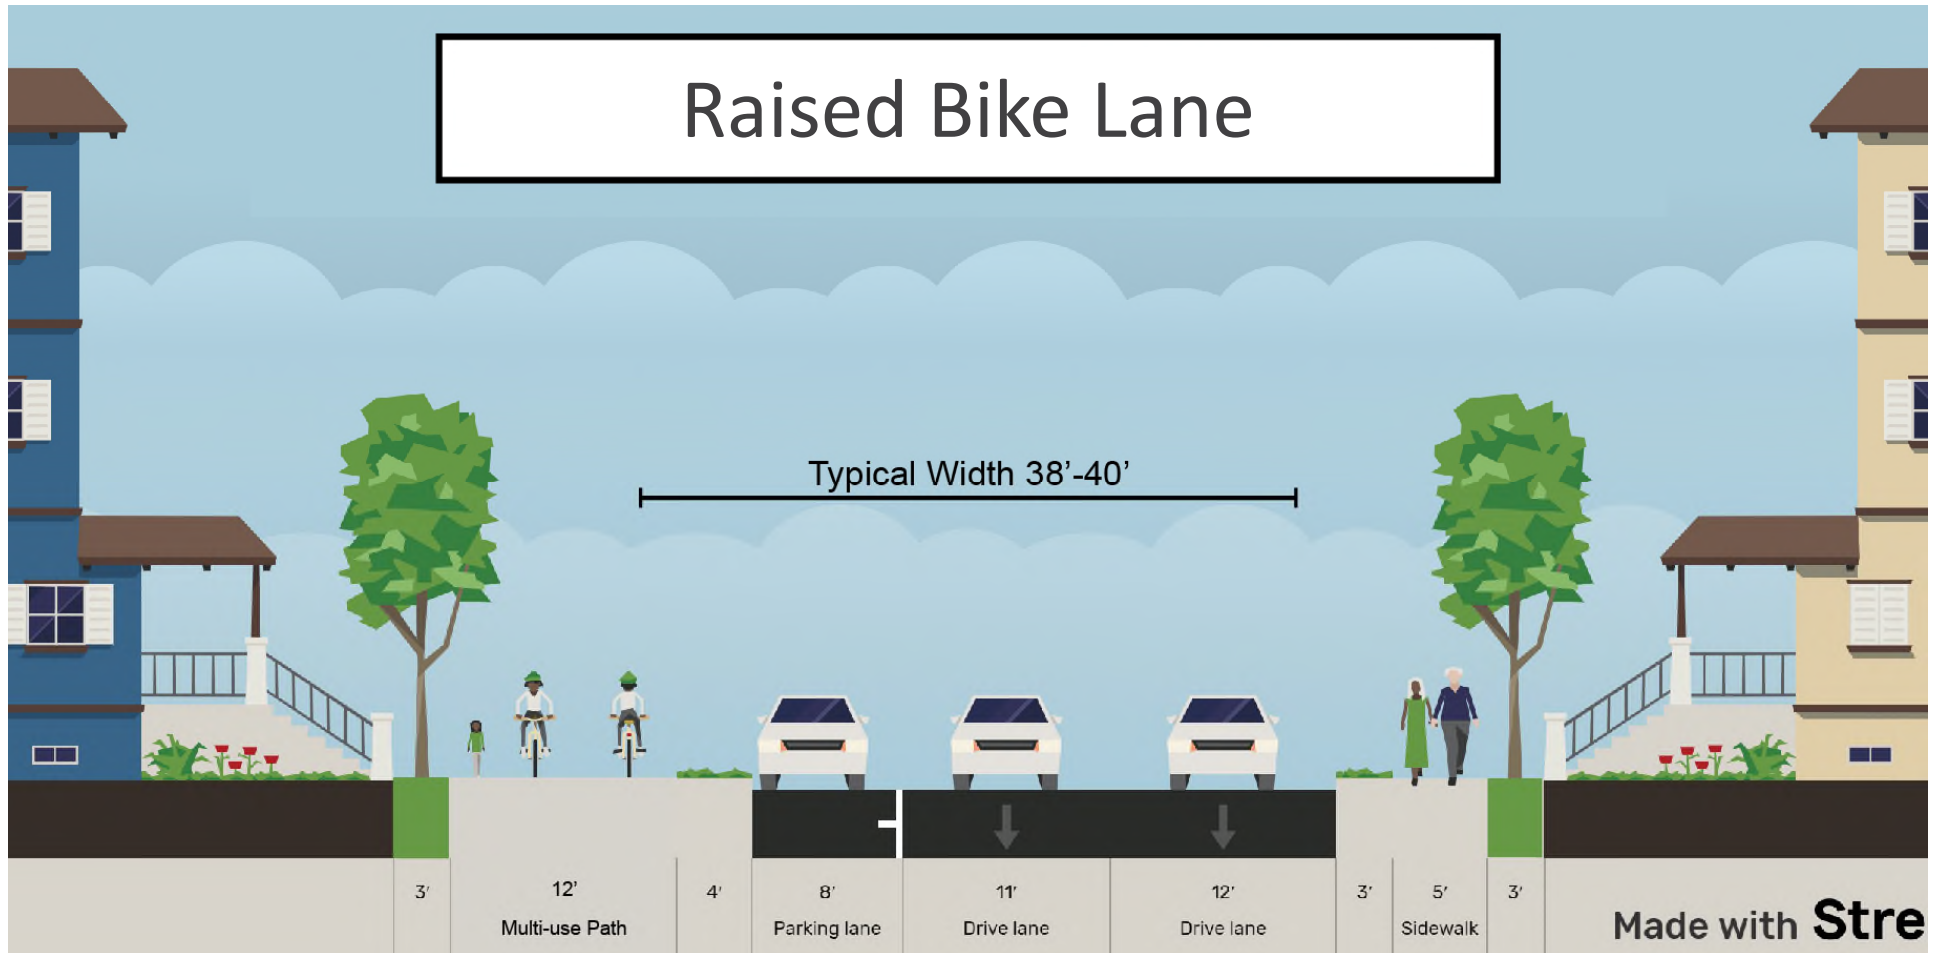 Raised Bike Lane
Typical Width 38’-40’
3' 12’ 4' 8' 11' 12' 3' 5' 3'
Multi-use Path Parking lane Drive lane Drive lane Sidewalk
Made with Stre